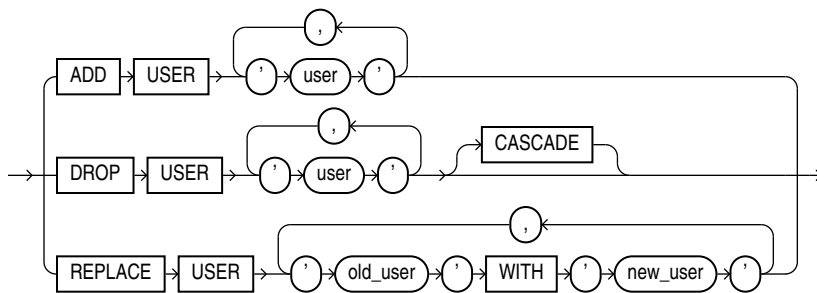 ,
ADD USER ' user '
,
CASCADE
DROP USER ' user '
,
REPLACE USER ' old_user ' WITH ' new_user '